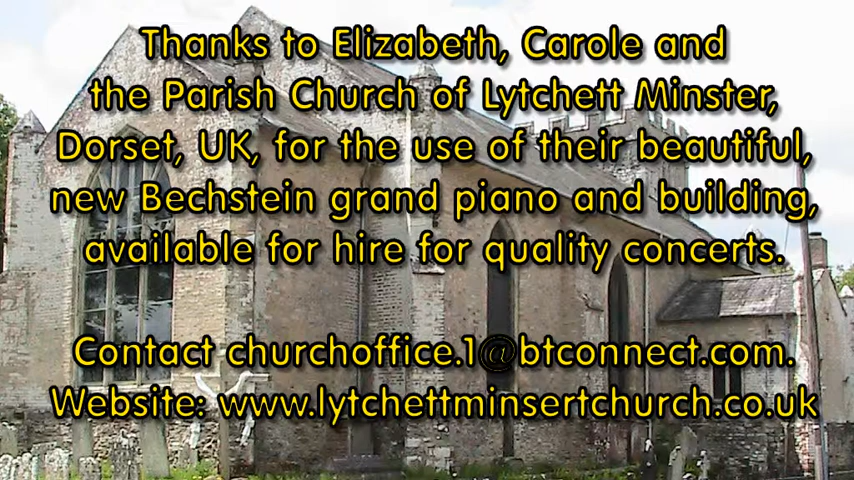 Thanks to Elizabeth, Carole and
the Parish Church of Lytchett Minster,
Dorset, UK, for the use of their beautiful,
new Bechstein grand piano and building,
available for hire for quality concerts.
Contact churchoffice.1@btconnect.com.
Website: www.lytchettminsertchurch.co.uk